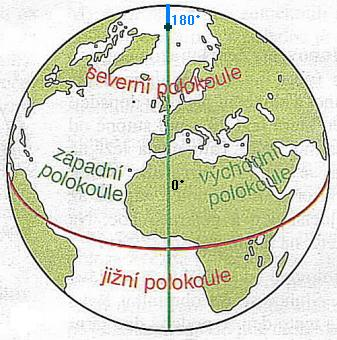 180°
severní polokoule
západní
polokoule
0°
východní
polokoule
jižní polokoule